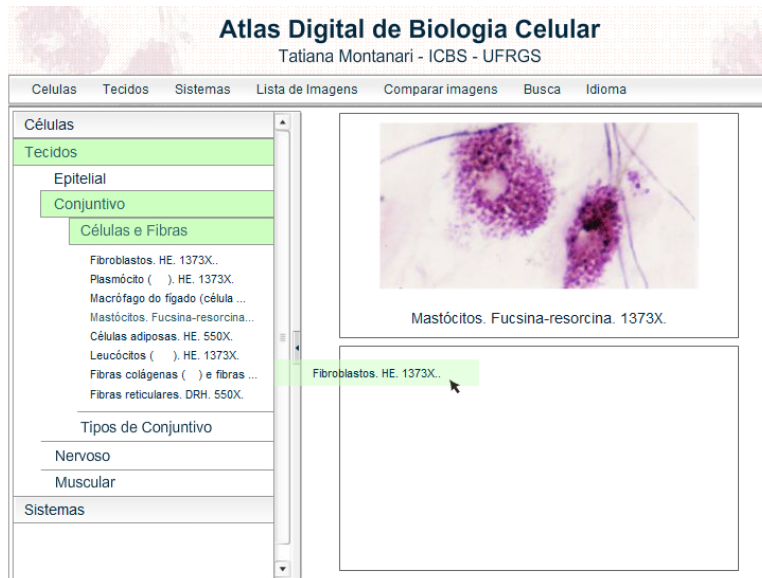 Atlas Digital de Biologia Celular
Tatiana Montanari - ICBS - UFRGS
Celulas Tecidos Sistemas Lista de Imagens Comparar imagens Busca Idioma
Células
Tecidos
Epitelial
Conjuntivo
Células e Fibras
Fibroblastos. HE. 1373X..
Plasmócito ( ). HE. 1373X.
Macrófago do fígado (célula ...
Mastócitos. Fucsina-resorcina...
Células adiposas. HE. 550X.
Leucócitos ( ). HE. 1373X.
Fibras colágenas ( ) e fibras ...
Fibras reticulares. DRH. 550X.
Tipos de Conjuntivo
Nervoso
Muscular
Sistemas
Mastócitos. Fucsina-resorcina. 1373X.
Fibroblastos. HE. 1373X..